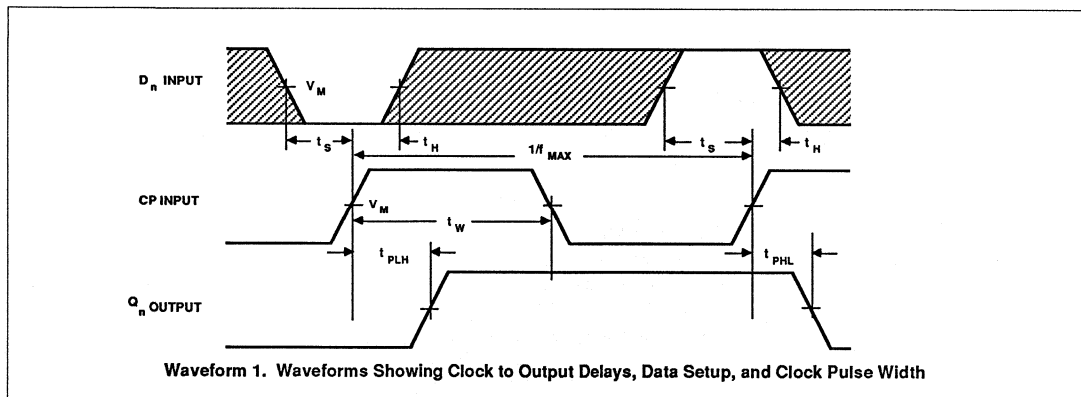 Dn INPUT
VM
tS
tH
1/fMAX
tS
tH
CP INPUT
VM
tW
tPLH
tPHL
Qn OUTPUT
Waveform 1. Waveforms Showing Clock to Output Delays, Data Setup, and Clock Pulse Width